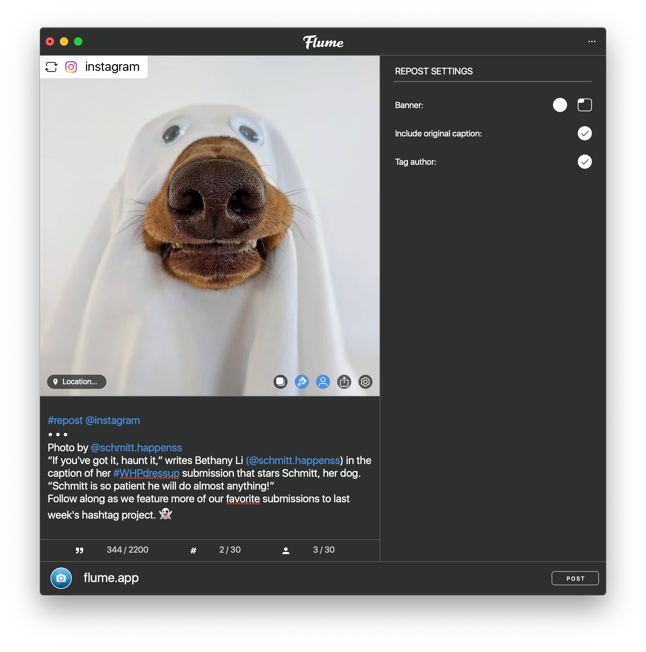 Flume
instagram
REPOST SETTINGS
Banner:
Include original caption:
Tag author:
Location...
#repost @instagram
• • •
Photo by @schmitt.happenss
“If you've got it, haunt it,” writes Bethany Li (@schmitt.happenss) in the
caption of her #WHPdressup submission that stars Schmitt, her dog.
“Schmitt is so patient he will do almost anything!”
Follow along as we feature more of our favorite submissions to last
week's hashtag project. 👻
344 / 2200
# 2 / 30
3 / 30
flume.app
POST